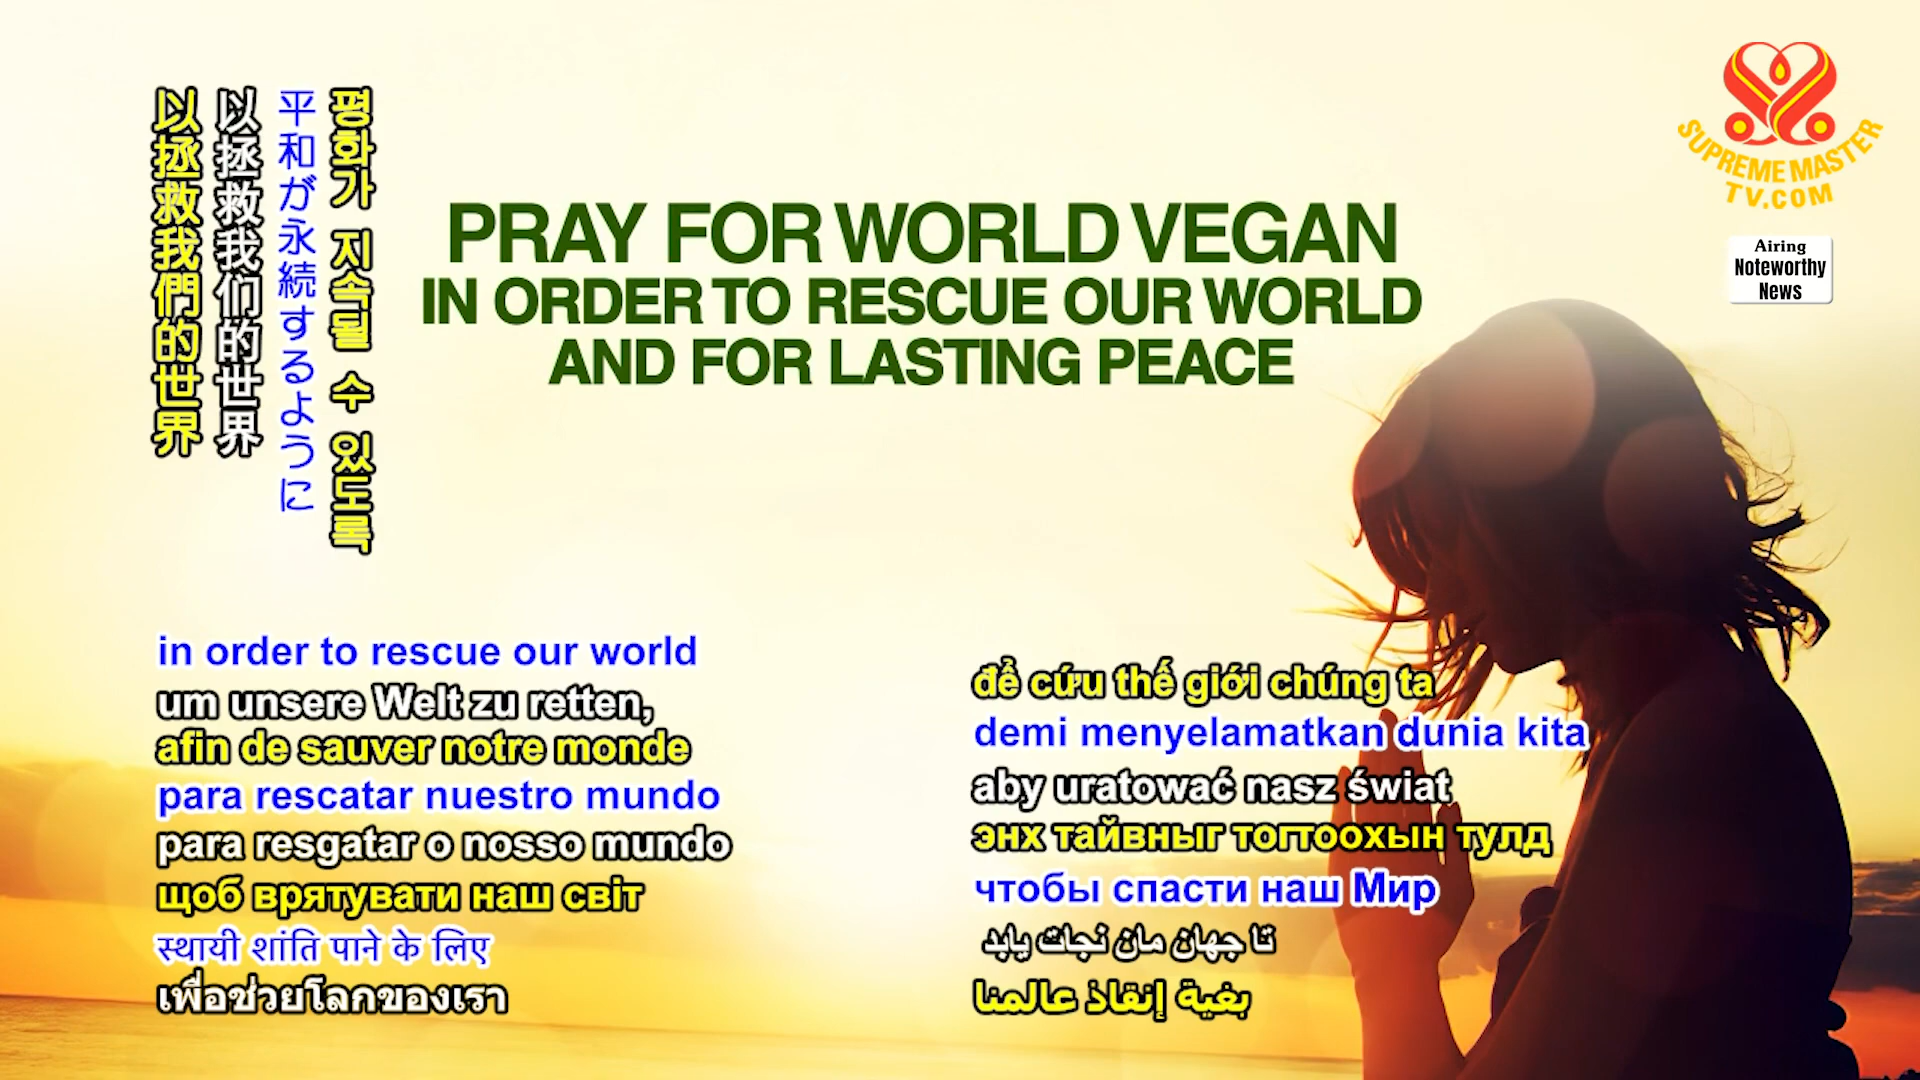 以拯救我們的世界
以拯救我们的世界
平和が永続するように
평화가 지속될 수 있도록
PRAY FOR WORLD VEGAN
IN ORDER TO RESCUE OUR WORLD
AND FOR LASTING PEACE
SUPREME MASTER
TV.COM
Airing
Noteworthy
News
in order to rescue our world
um unsere Welt zu retten,
afin de sauver notre monde
para rescatar nuestro mundo
para resgatar o nosso mundo
щоб врятувати наш світ
स्थायी शांति पाने के लिए
เพื่อช่วยโลกของเรา
để cứu thế giới chúng ta
demi menyelamatkan dunia kita
aby uratować nasz świat
энх тайвныг тогтоохын тулд
чтобы спасти наш Мир
تا جهان مان نجات یابد
بغية إنقاذ عالمنا